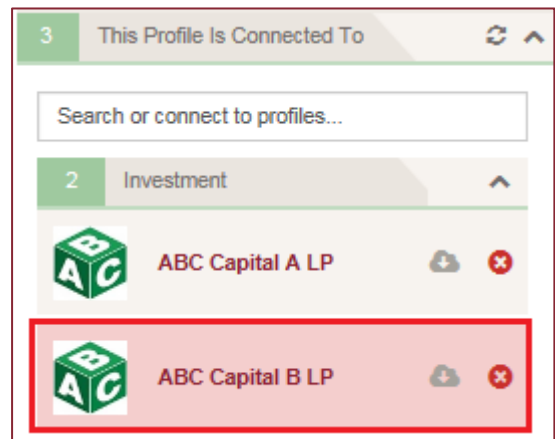 3 This Profile Is Connected To
Search or connect to profiles...
2 Investment
A B C ABC Capital A LP
A B C ABC Capital B LP